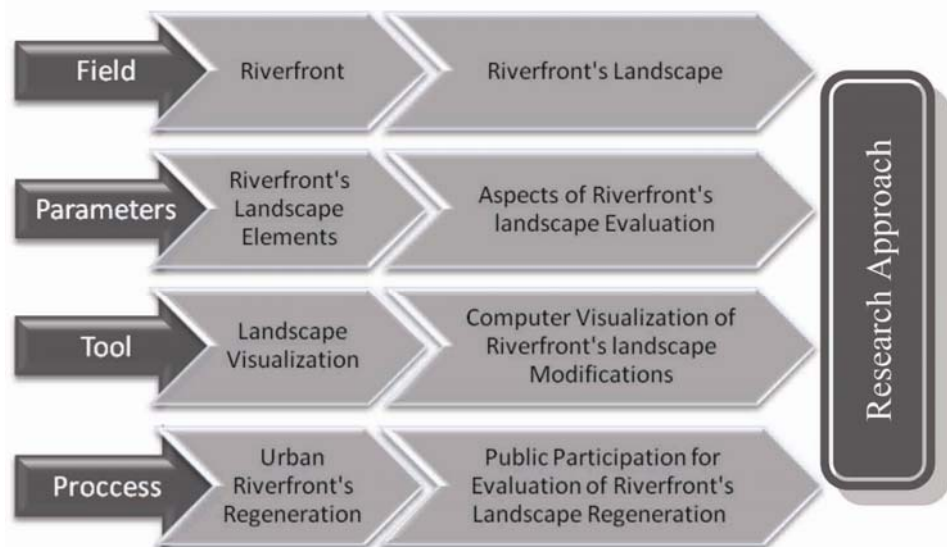 Field
Riverfront
Riverfront's Landscape
Parameters
Riverfront's
Landscape
Elements
Aspects of Riverfront's
landscape Evaluation
Tool
Landscape
Visualization
Computer Visualization of
Riverfront's landscape
Modifications
Proccess
Urban
Riverfront's
Regeneration
Public Participation for
Evaluation of Riverfront's
Landscape Regeneration
Research Approach